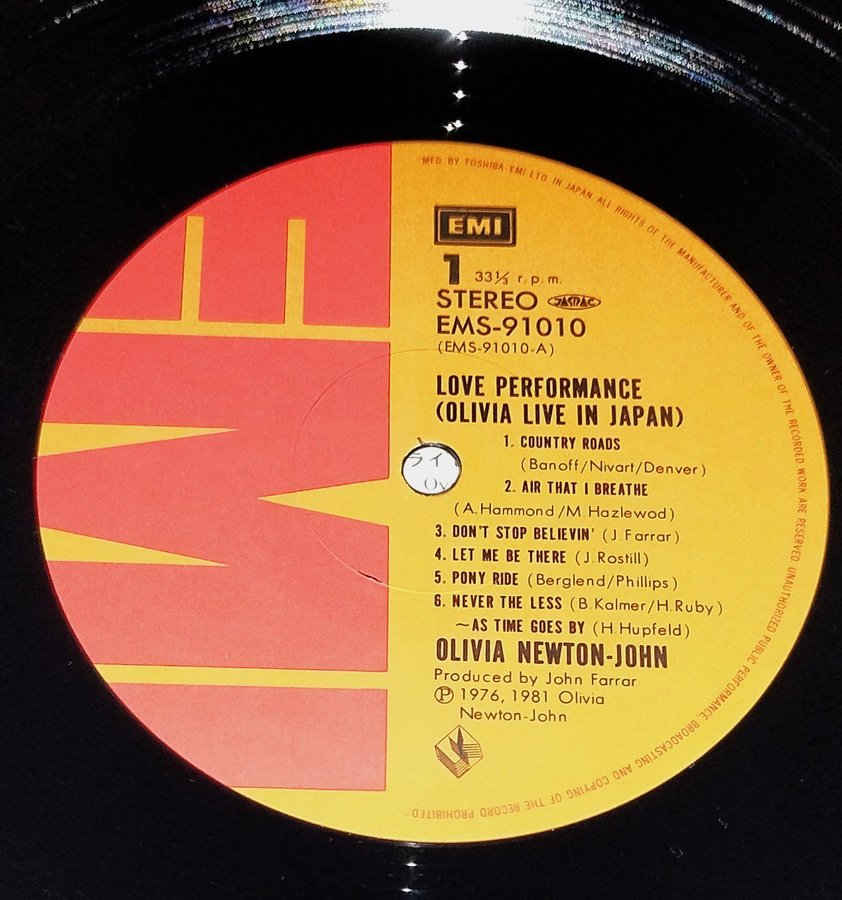 MFD BY TOSHIBA EMI LTD. IN JAPAN ALL RIGHTS OF THE MANUFACTURER AND OF THE OWNER OF THE RECORDED WORK ARE RESERVED UNAUTHORIZED PUBLIC PERFORMANCE, BROADCASTING AND COPYING OF THE RECORD PROHIBITED
EMI
EMI
1 33⅓ r.p.m.
STEREO JASRAC
EMS-91010
(EMS-91010-A)
LOVE PERFORMANCE
(OLIVIA LIVE IN JAPAN)
1. COUNTRY ROADS
(Banoff/Nivart/Denver)
2. AIR THAT I BREATHE
(A.Hammond/M.Hazlewod)
3. DON'T STOP BELIEVIN' (J.Farrar)
4. LET ME BE THERE (J.Rostill)
5. PONY RIDE (Berglend/Phillips)
6. NEVER THE LESS (B.Kalmer/H.Ruby)
~AS TIME GOES BY (H.Hupfeld)
OLIVIA NEWTON-JOHN
Produced by John Farrar
Ⓟ 1976, 1981 Olivia
Newton-John
ライ